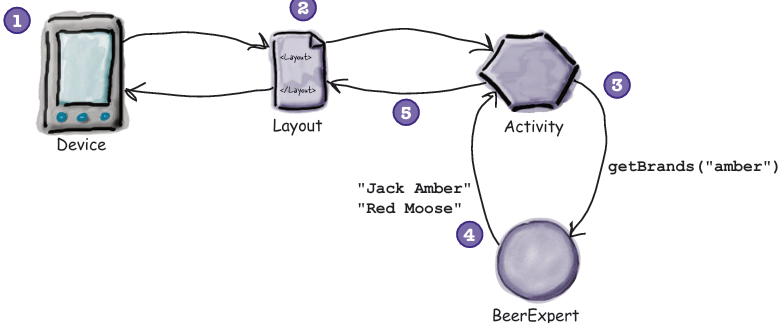 1
2
<Layout>
</Layout>
Device
Layout
Activity
3
5
getBrands("amber")
"Jack Amber"
"Red Moose"
4
BeerExpert